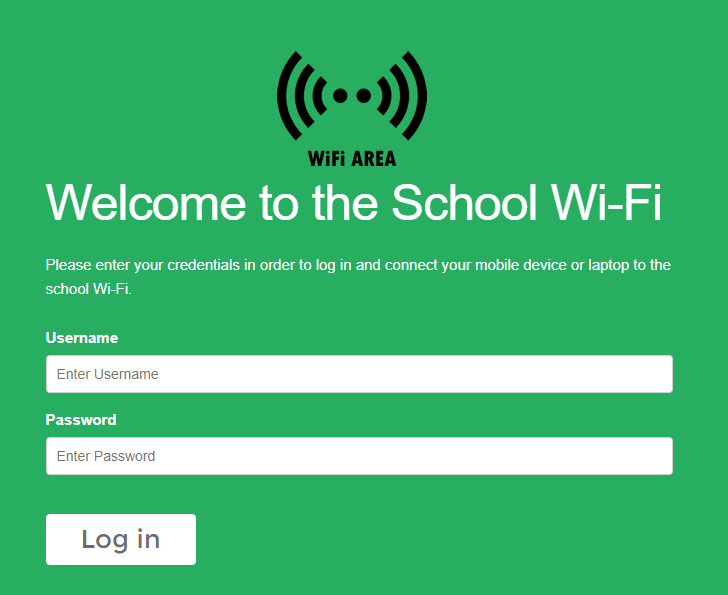 WiFi AREA
Welcome to the School Wi-Fi
Please enter your credentials in order to log in and connect your mobile device or laptop to the
school Wi-Fi.
Username
Enter Username
Password
Enter Password
Log in